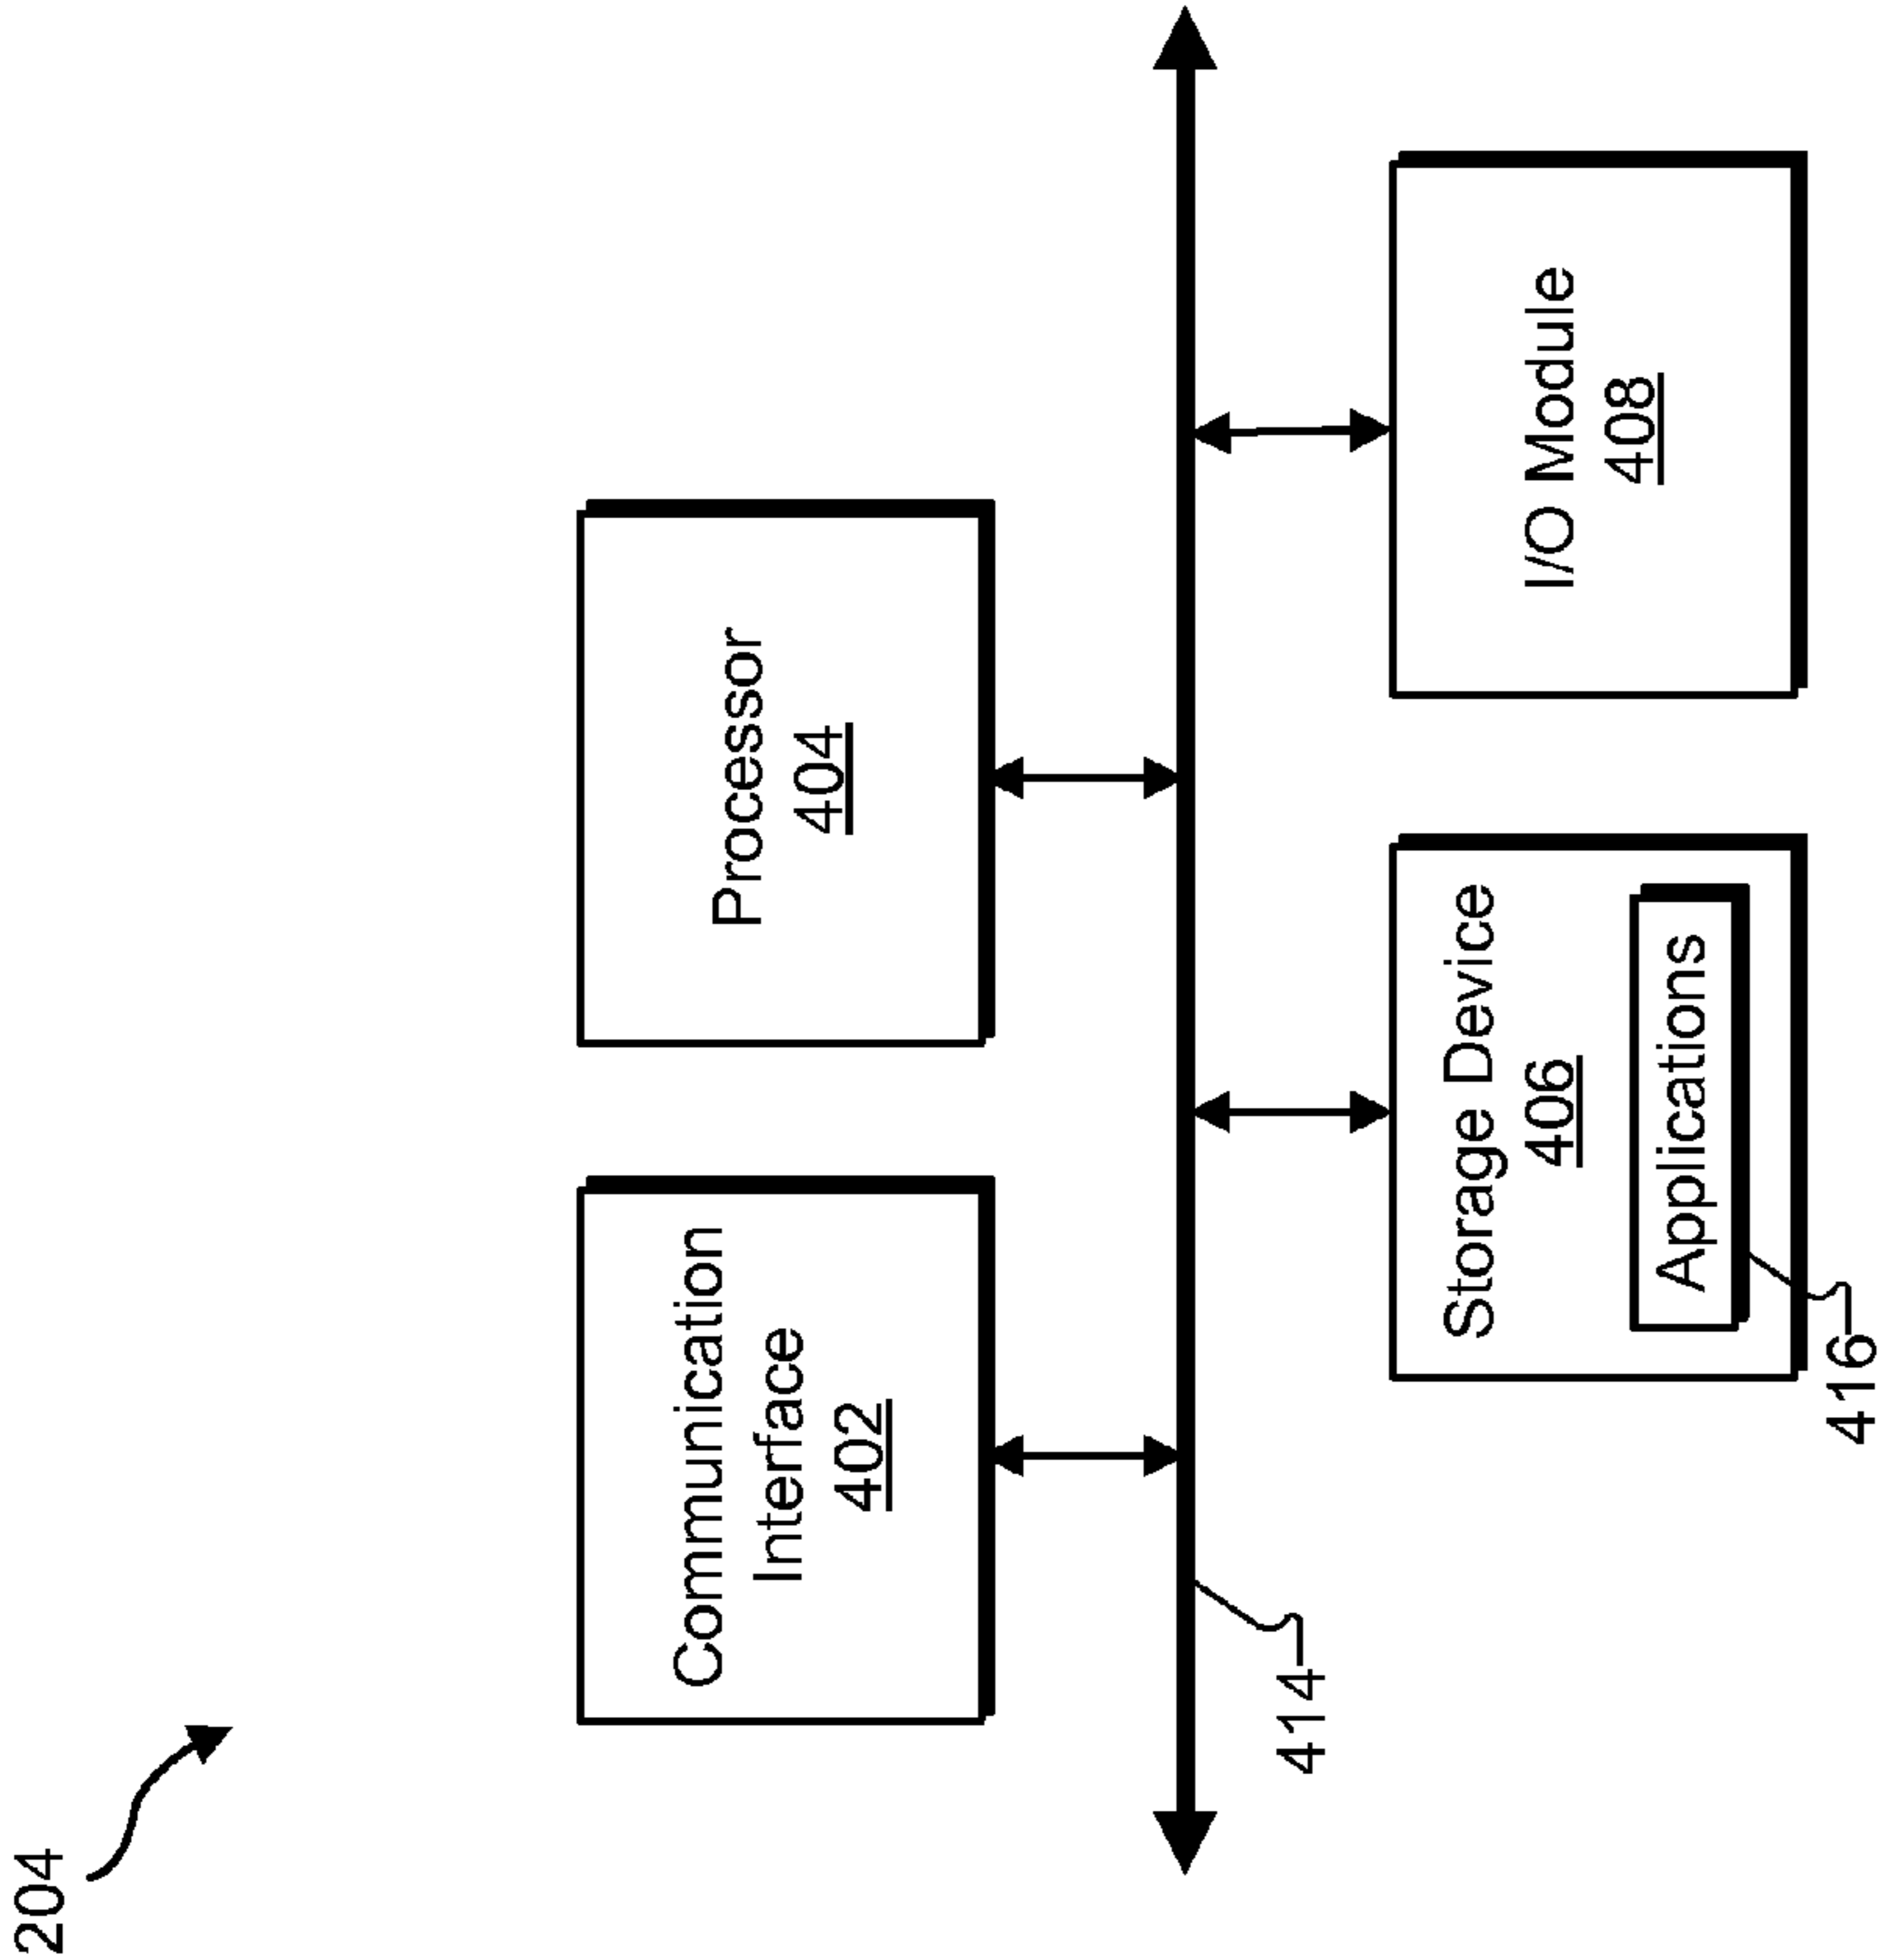 204
Communication
Interface
402
Processor
404
414
Storage Device
406
Applications
416
I/O Module
408